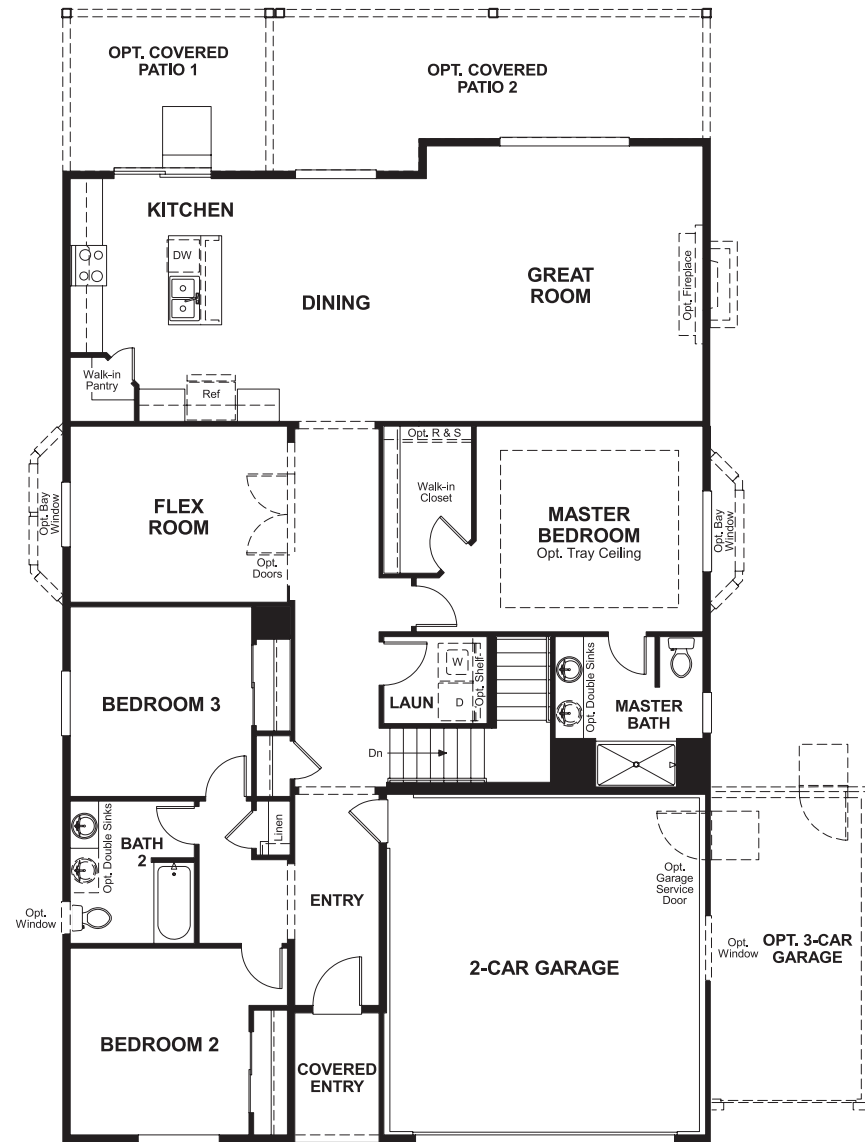 OPT. COVERED
PATIO 1
OPT. COVERED
PATIO 2
KITCHEN
DW
DINING
GREAT
ROOM
Opt. Fireplace
Walk-in
Pantry
Ref
Opt. R & S
Walk-in
Closet
FLEX
ROOM
Opt. Bay
Window
Opt.
Doors
MASTER
BEDROOM
Opt. Tray Ceiling
Opt. Bay
Window
BEDROOM 3
LAUN
W
D
Opt. Shelf
Opt. Double Sinks
MASTER
BATH
Dn
Linen
BATH
2
Opt. Double Sinks
Opt.
Window
ENTRY
Opt.
Garage
Service
Door
2-CAR GARAGE
Opt.
Window
OPT. 3-CAR
GARAGE
BEDROOM 2
COVERED
ENTRY